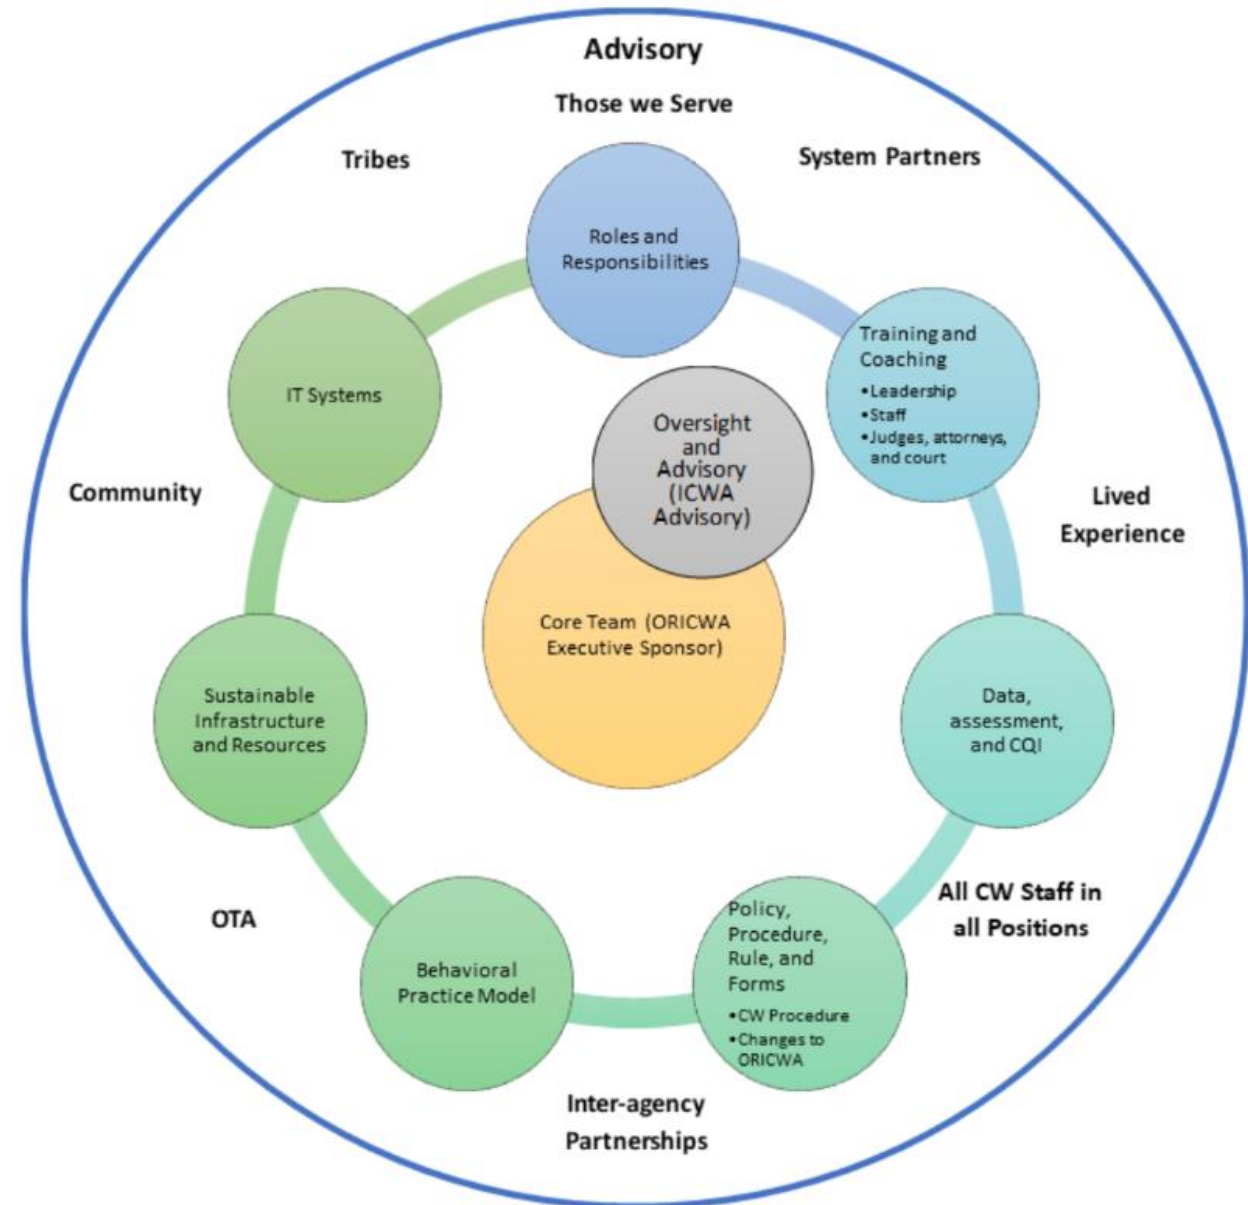 Advisory
Those we Serve
Tribes
System Partners
Roles and
Responsibilities
IT Systems
Training and
Coaching
•Leadership
•Staff
•Judges, attorneys,
and court
Oversight
and
Advisory
(ICWA
Advisory)
Community
Lived
Experience
Core Team (ORICWA
Executive Sponsor)
Sustainable
Infrastructure
and Resources
Data,
assessment,
and CQI
OTA
All CW Staff in
all Positions
Behavioral
Practice Model
Policy,
Procedure,
Rule, and
Forms
•CW Procedure
•Changes to
ORICWA
Inter-agency
Partnerships